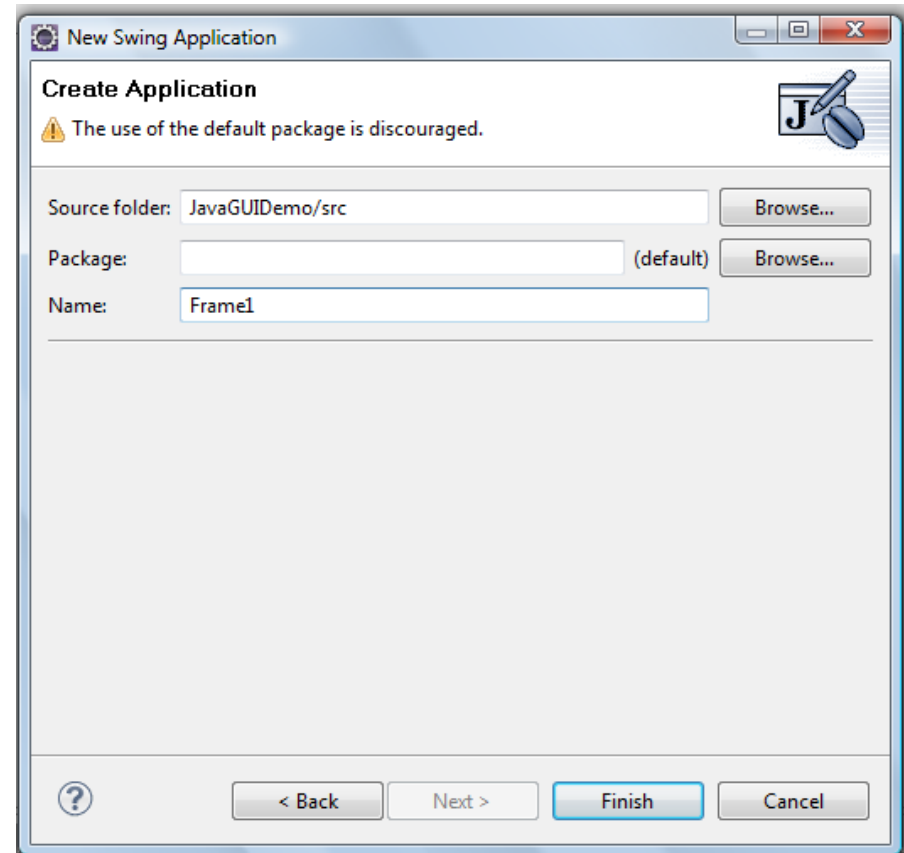 New Swing Application
Create Application
The use of the default package is discouraged.
J
Source folder: JavaGUIDemo/src Browse...
Package: (default) Browse...
Name: Frame1
? < Back Next > Finish Cancel